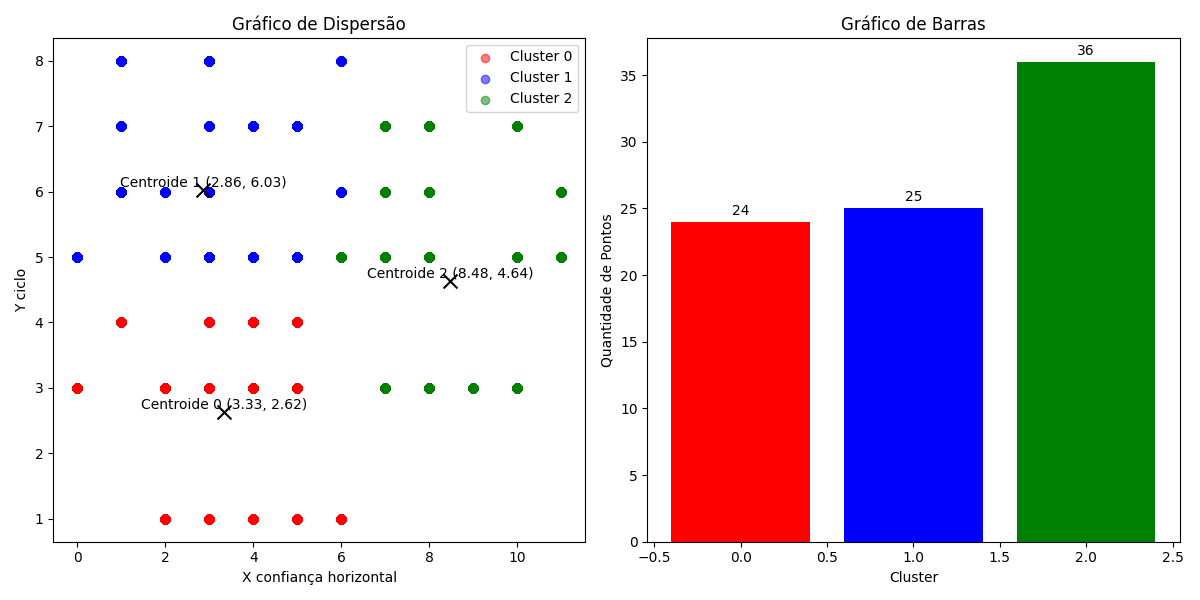 Gráfico de Dispersão
8
7
6
5
4
3
2
1
Y ciclo
0
2
4
6
8
10
X confiança horizontal
Cluster 0
Cluster 1
Cluster 2
Centroide 1 (2.86, 6.03)
Centroide 2 (8.48, 4.64)
Centroide 0 (3.33, 2.62)
Gráfico de Barras
35
30
25
20
15
10
5
0
Quantidade de Pontos
24
25
36
−0.5
0.0
0.5
1.0
1.5
2.0
2.5
Cluster